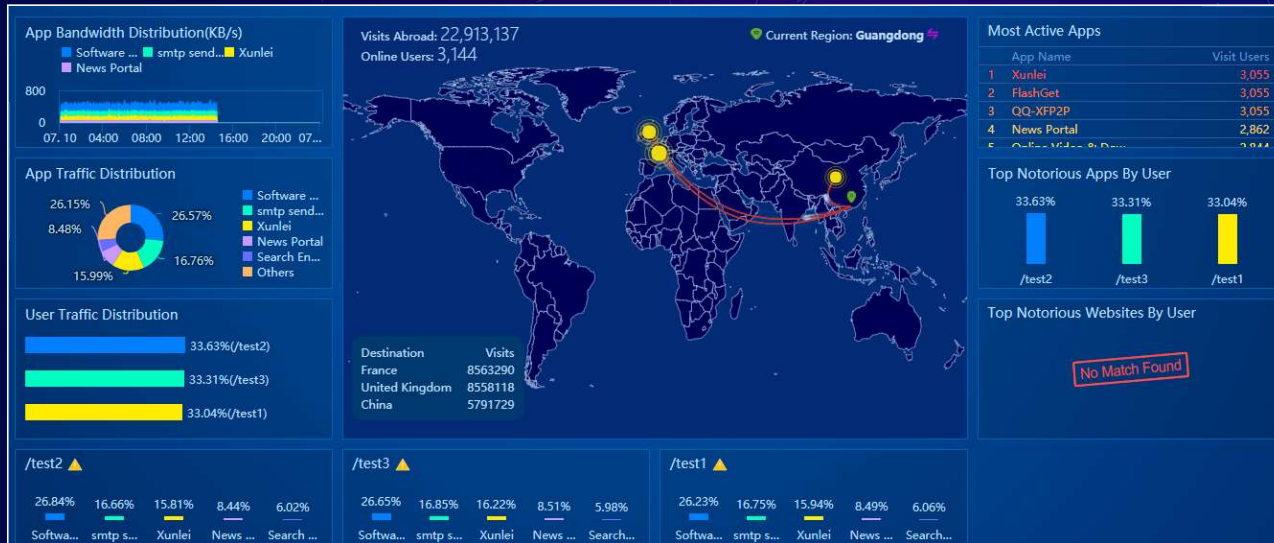 App Bandwidth Distribution(KB/s)
Software ... smtp send... Xunlei
News Portal
800
0
07. 10 04:00 08:00 12:00 16:00 20:00 07...
App Traffic Distribution
26.15%
8.48%
15.99%
26.57%
16.76%
Software ...
smtp send...
Xunlei
News Portal
Search En...
Others
User Traffic Distribution
33.63%(/test2)
33.31%(/test3)
33.04%(/test1)
Visits Abroad: 22,913,137
Online Users: 3,144
Current Region: Guangdong
Destination Visits
France 8563290
United Kingdom 8558118
China 5791729
Most Active Apps
App Name Visit Users
1 Xunlei 3,055
2 FlashGet 3,055
3 QQ-XFP2P 3,055
4 News Portal 2,862
Top Notorious Apps By User
33.63% 33.31% 33.04%
/test2 /test3 /test1
Top Notorious Websites By User
No Match Found
/test2
26.84% 16.66% 15.81% 8.44% 6.02%
Softwa... smtp s... Xunlei News ... Search ...
/test3
26.65% 16.85% 16.22% 8.51% 5.98%
Softwa... smtp s... Xunlei News ... Search...
/test1
26.23% 16.75% 15.94% 8.49% 6.06%
Softwa... smtp s... Xunlei News ... Search...